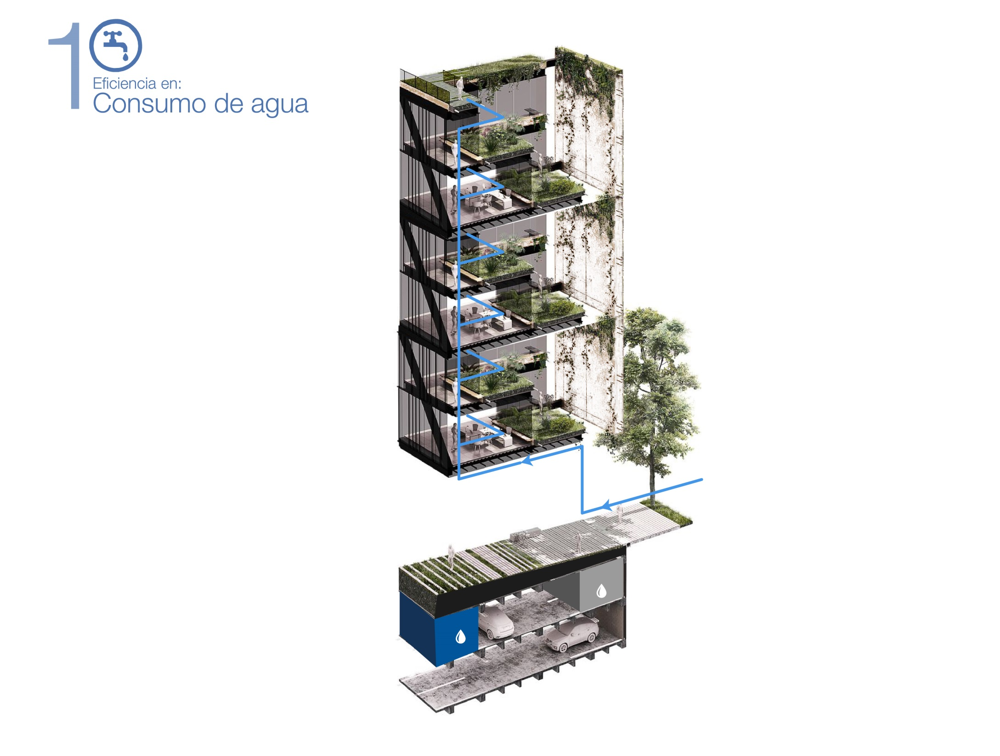 1
Eficiencia en:
Consumo de agua